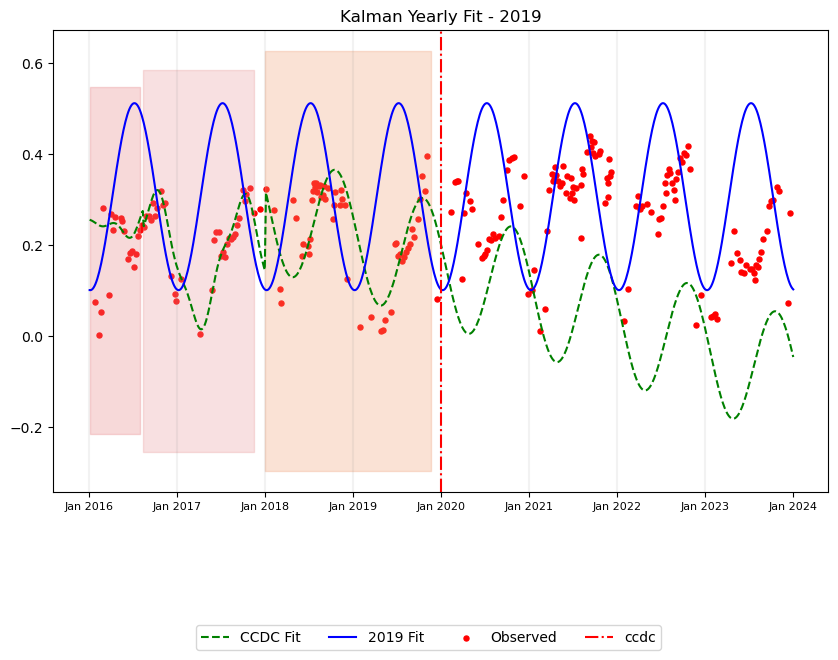 Kalman Yearly Fit - 2019
0.6
0.4
0.2
0.0
−0.2
Jan 2016 Jan 2017 Jan 2018 Jan 2019 Jan 2020 Jan 2021 Jan 2022 Jan 2023 Jan 2024
CCDC Fit 2019 Fit Observed ccdc